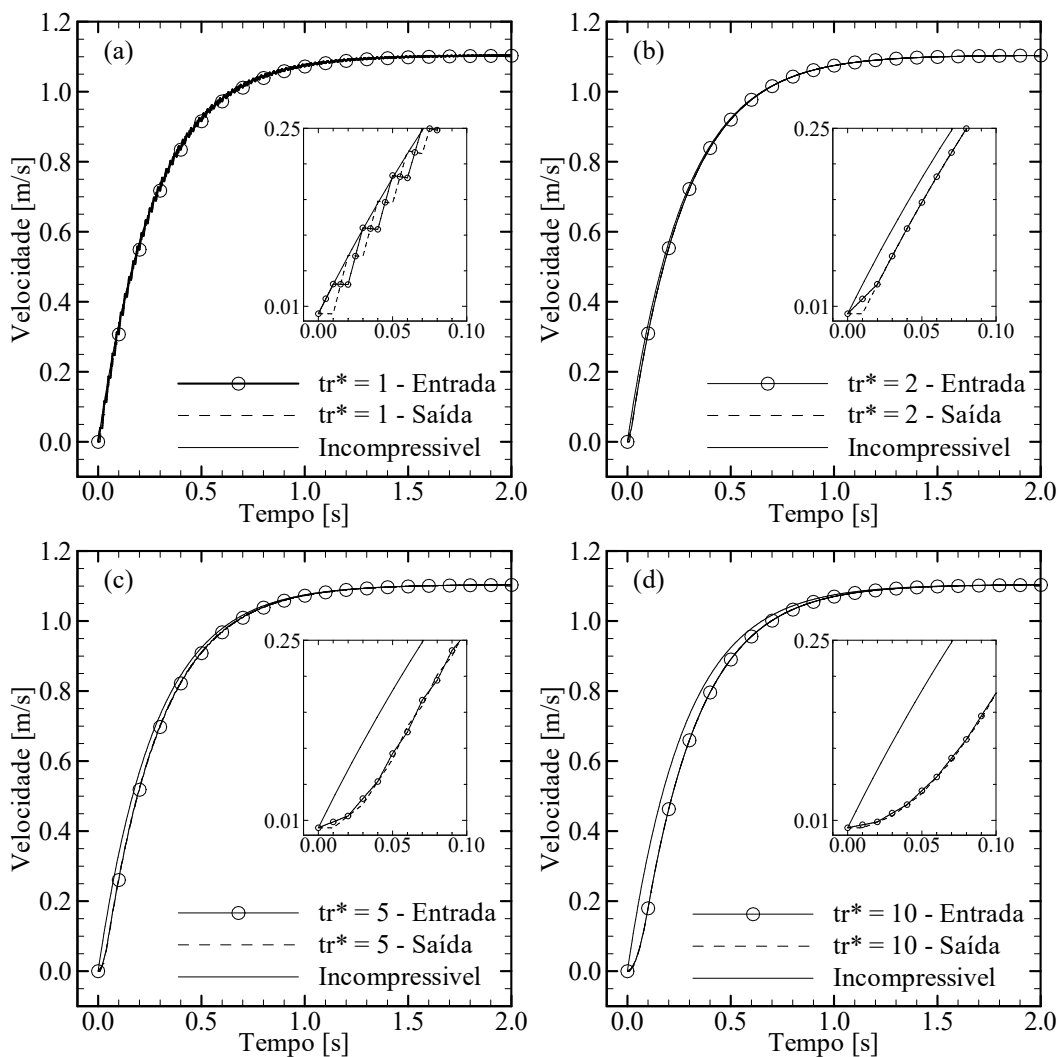 (a)
Velocidade [m/s]
1.2
1.0
0.8
0.6
0.4
0.2
0.0
0.25
0.01
0.00 0.05 0.10
tr* = 1 - Entrada
tr* = 1 - Saída
Incompressivel
0.0 0.5 1.0 1.5 2.0
Tempo [s]
(b)
Velocidade [m/s]
1.2
1.0
0.8
0.6
0.4
0.2
0.0
0.25
0.01
0.00 0.05 0.10
tr* = 2 - Entrada
tr* = 2 - Saída
Incompressivel
0.0 0.5 1.0 1.5 2.0
Tempo [s]
(c)
Velocidade [m/s]
1.2
1.0
0.8
0.6
0.4
0.2
0.0
0.25
0.01
0.00 0.05 0.10
tr* = 5 - Entrada
tr* = 5 - Saída
Incompressivel
0.0 0.5 1.0 1.5 2.0
Tempo [s]
(d)
Velocidade [m/s]
1.2
1.0
0.8
0.6
0.4
0.2
0.0
0.25
0.01
0.00 0.05 0.10
tr* = 10 - Entrada
tr* = 10 - Saída
Incompressivel
0.0 0.5 1.0 1.5 2.0
Tempo [s]